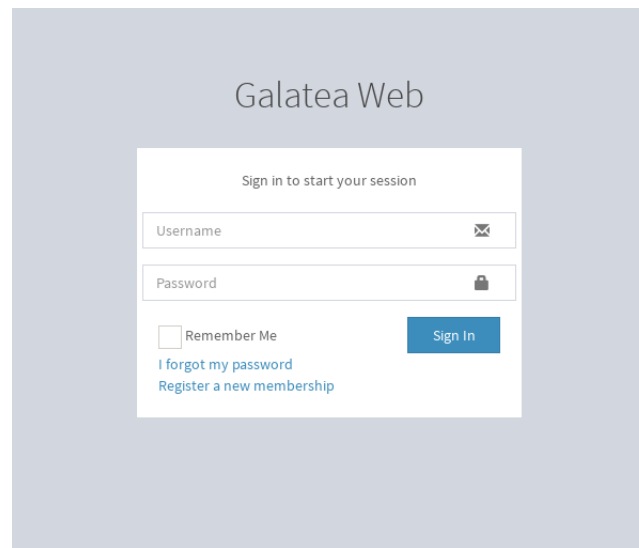 Galatea Web
Sign in to start your session
Username
Password
Remember Me
Sign In
I forgot my password
Register a new membership